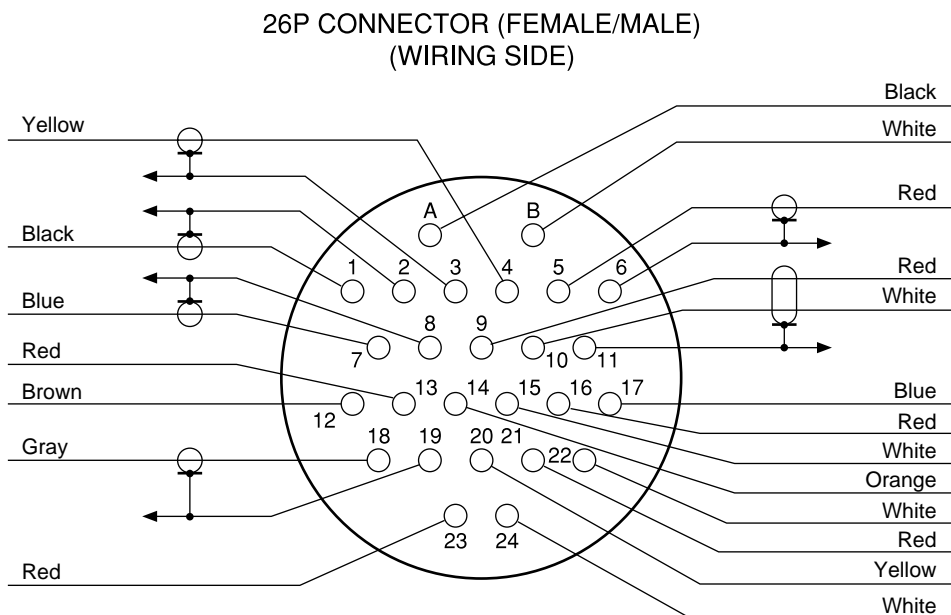 26P CONNECTOR (FEMALE/MALE)
(WIRING SIDE)
Black
Yellow
White
A
B
Red
Black
1
2
3
4
5
6
Red
Blue
White
8
9
7
10
11
Red
Brown
13
14
15
16
17
Blue
12
Red
Gray
18
19
20
21
22
White
Orange
White
23
24
Red
Red
Yellow
White